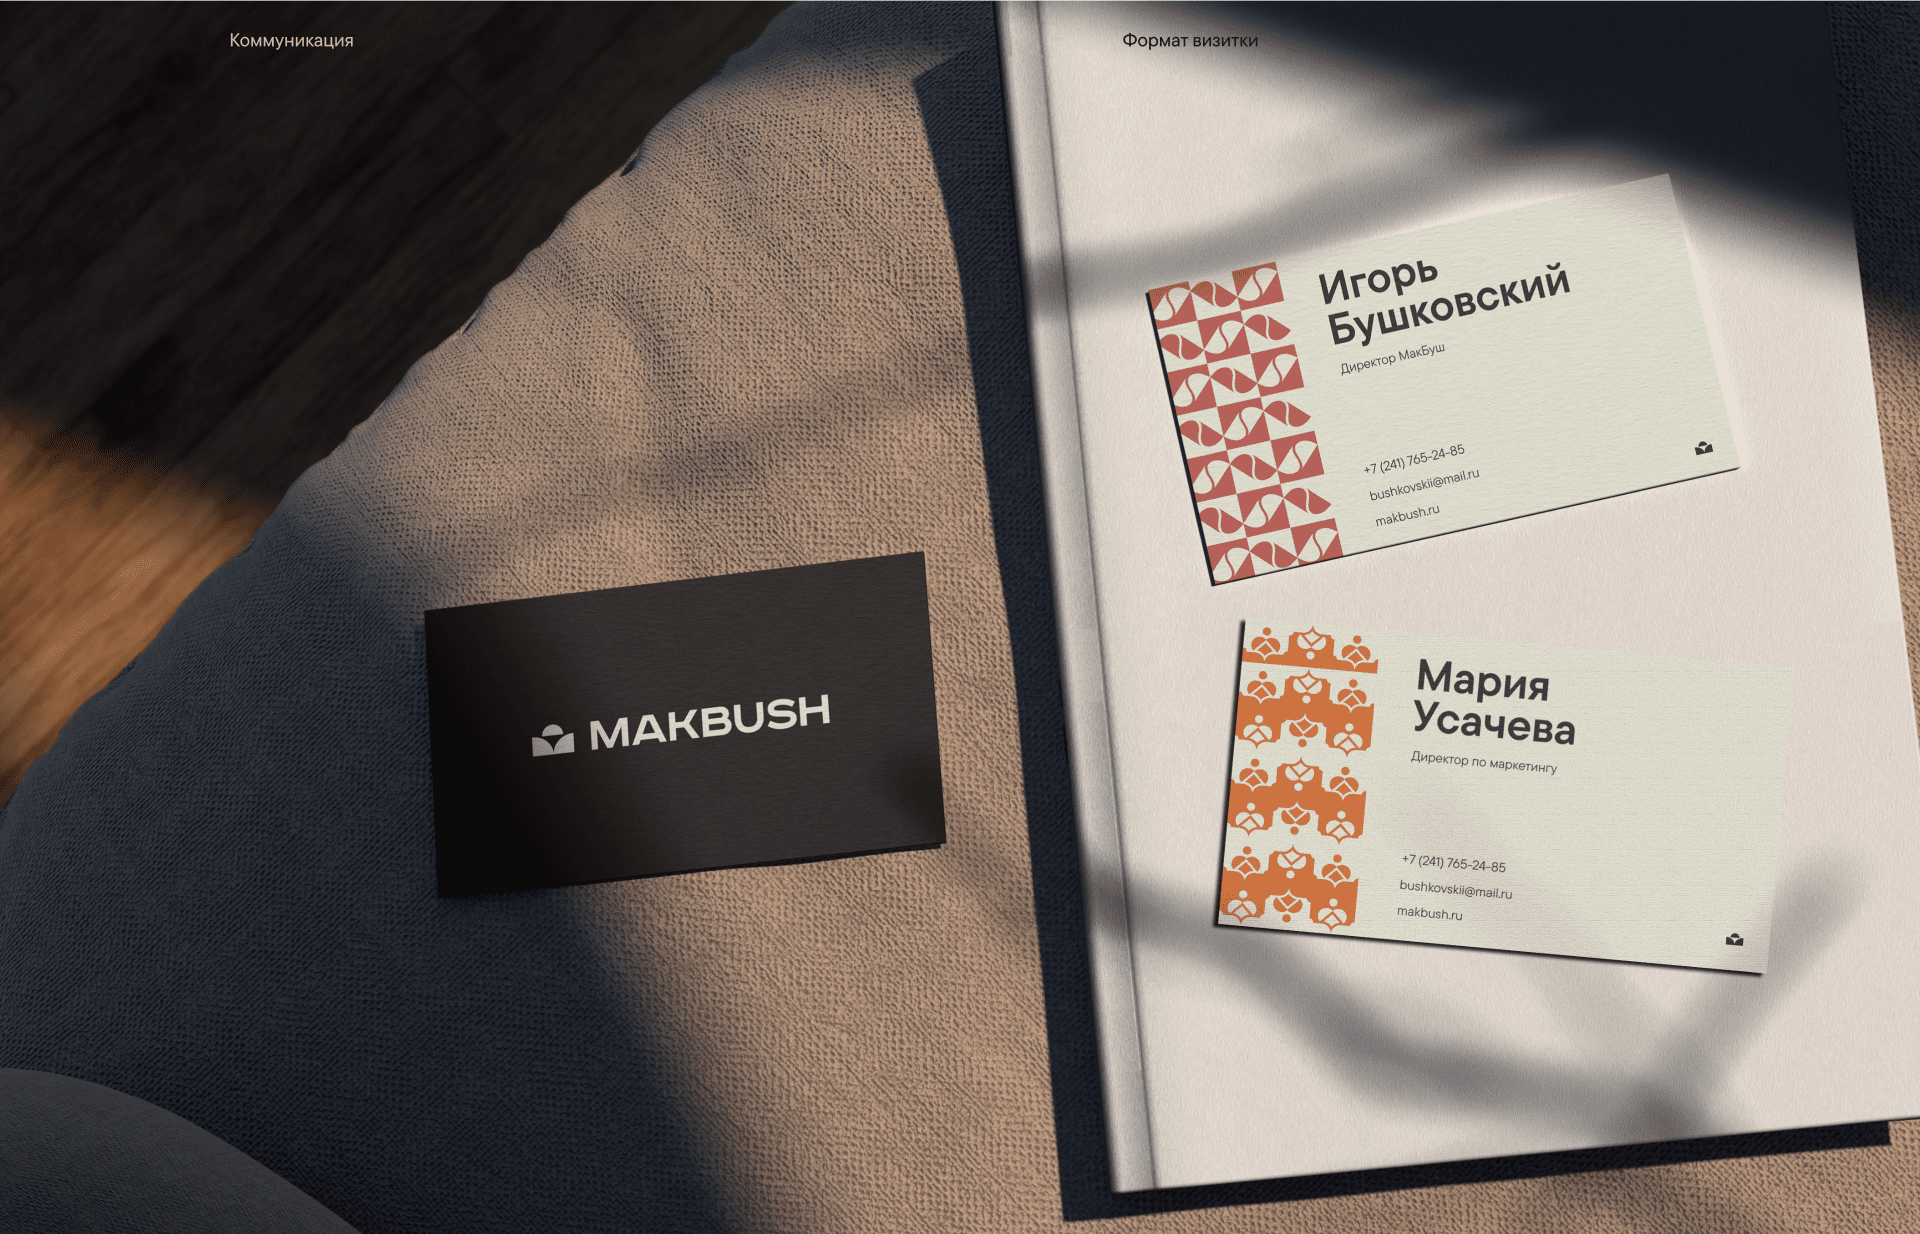 Коммуникация
Формат визитки
Игорь
Бушковский
Директор МакБуш
+7 (241) 765-24-85
bushkovskii@mail.ru
makbush.ru
MAKBUSH
Мария
Усачева
Директор по маркетингу
+7 (241) 765-24-85
bushkovskii@mail.ru
makbush.ru